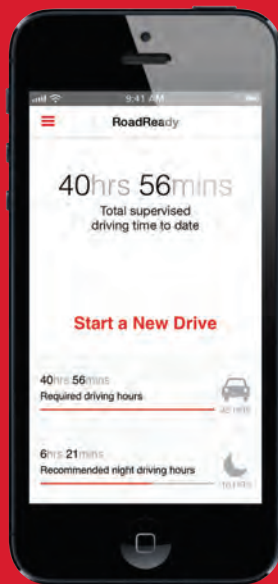 9:41 AM
RoadReady
40hrs 56mins
Total supervised
driving time to date
Start a New Drive
40hrs 56mins
Required driving hours
6hrs 21mins
Recommended night driving hours